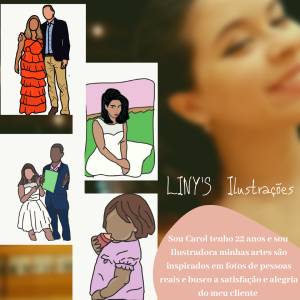 LINY'S Ilustrações
Sou Carol tenho 22 anos e sou
Ilustradora minhas artes são
inspirados em fotos de pessoas
reais e busco a satisfação e alegria
do meu cliente